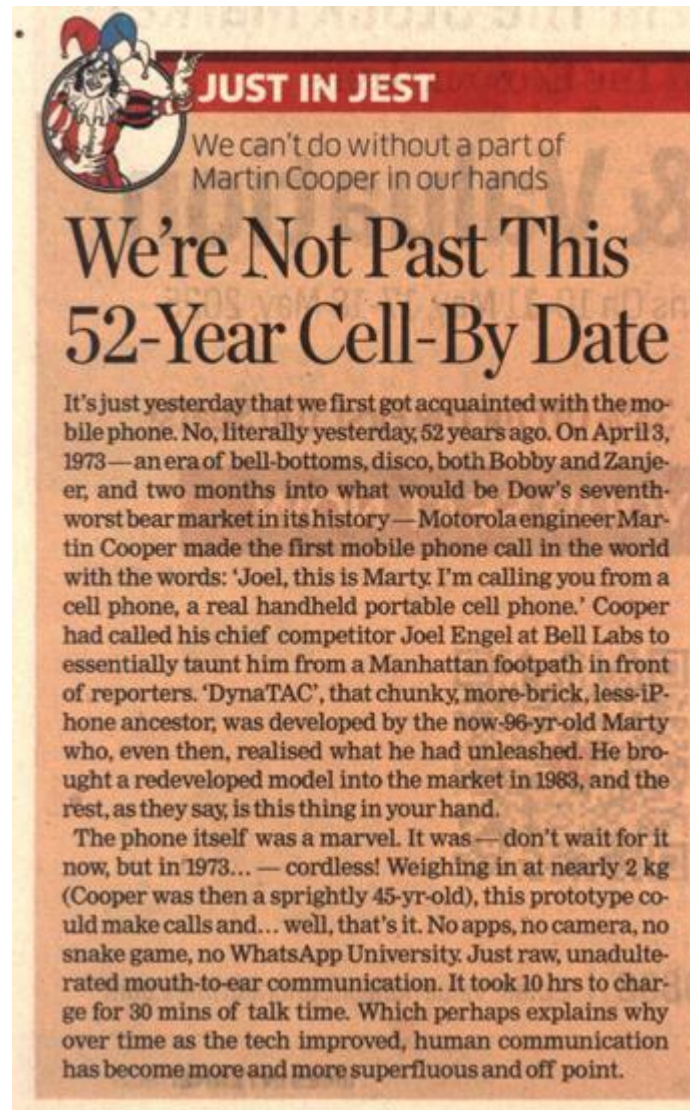 JUST IN JEST
We can't do without a part of
Martin Cooper in our hands
We're Not Past This
52-Year Cell-By Date
It's just yesterday that we first got acquainted with the mo-
bile phone. No, literally yesterday, 52 years ago. On April 3,
1973—an era of bell-bottoms, disco, both Bobby and Zanje-
er, and two months into what would be Dow's seventh-
worst bear market in its history—Motorola engineer Mar-
tin Cooper made the first mobile phone call in the world
with the words: 'Joel, this is Marty. I'm calling you from a
cell phone, a real handheld portable cell phone.' Cooper
had called his chief competitor Joel Engel at Bell Labs to
essentially taunt him from a Manhattan footpath in front
of reporters. 'DynaTAC', that chunky, more-brick, less-iP-
hone ancestor, was developed by the now-96-yr-old Marty
who, even then, realised what he had unleashed. He bro-
ught a redeveloped model into the market in 1983, and the
rest, as they say, is this thing in your hand.
The phone itself was a marvel. It was—don't wait for it
now, but in 1973... — cordless! Weighing in at nearly 2 kg
(Cooper was then a sprightly 45-yr-old), this prototype co-
uld make calls and... well, that's it. No apps, no camera, no
snake game, no WhatsApp University. Just raw, unadulte-
rated mouth-to-ear communication. It took 10 hrs to char-
ge for 30 mins of talk time. Which perhaps explains why
over time as the tech improved, human communication
has become more and more superfluous and off point.